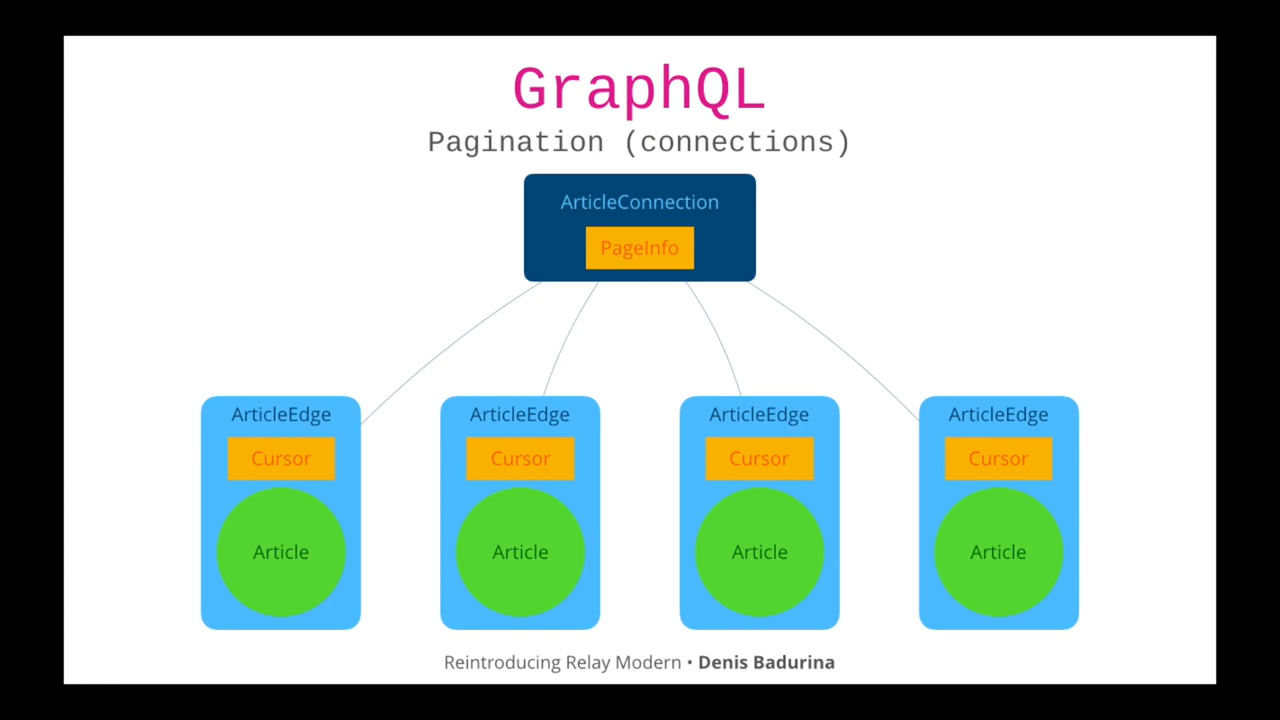 GraphQL
Pagination (connections)
ArticleConnection
PageInfo
ArticleEdge
Cursor
Article
ArticleEdge
Cursor
Article
ArticleEdge
Cursor
Article
ArticleEdge
Cursor
Article
Reintroducing Relay Modern • Denis Badurina